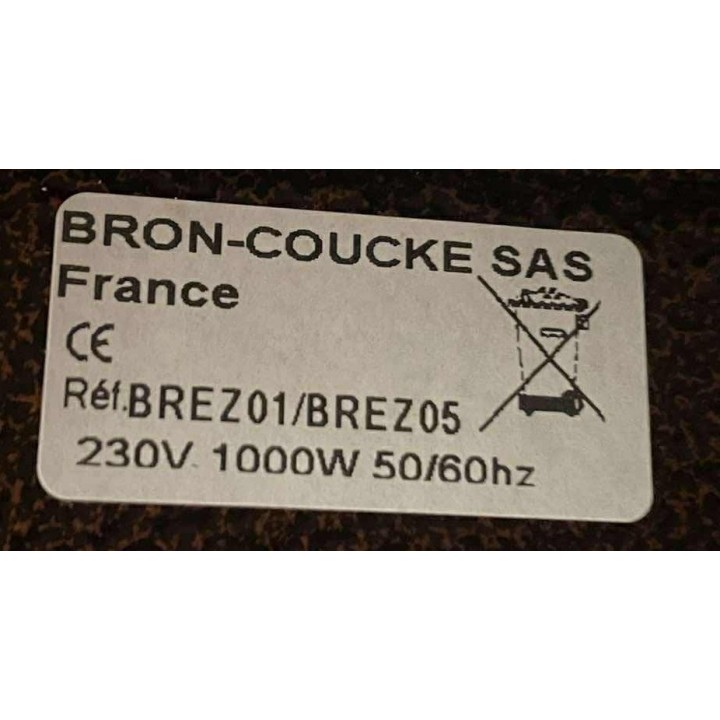 BRON-COUCKE SAS
France
CE
Réf.BREZ01/BREZ05
230V 1000W 50/60hz